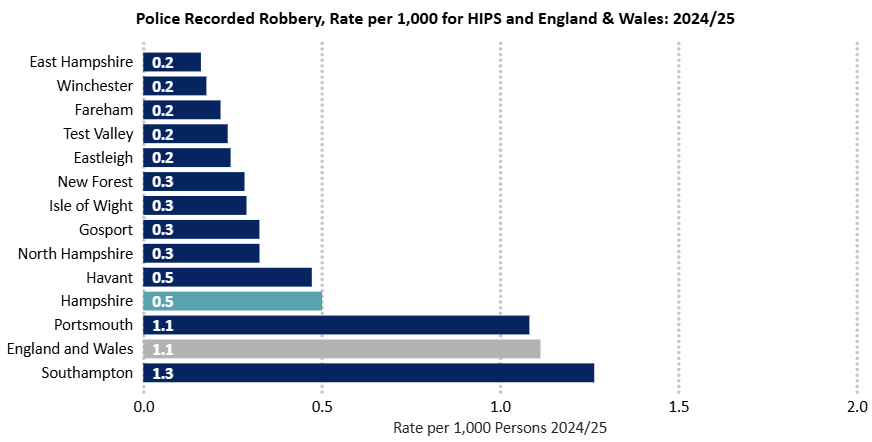 Police Recorded Robbery, Rate per 1,000 for HIPS and England & Wales: 2024/25
East Hampshire 0.2
Winchester 0.2
Fareham 0.2
Test Valley 0.2
Eastleigh 0.2
New Forest 0.3
Isle of Wight 0.3
Gosport 0.3
North Hampshire 0.3
Havant 0.5
Hampshire 0.5
Portsmouth 1.1
England and Wales 1.1
Southampton 1.3
0.0 0.5 1.0 1.5 2.0
Rate per 1,000 Persons 2024/25